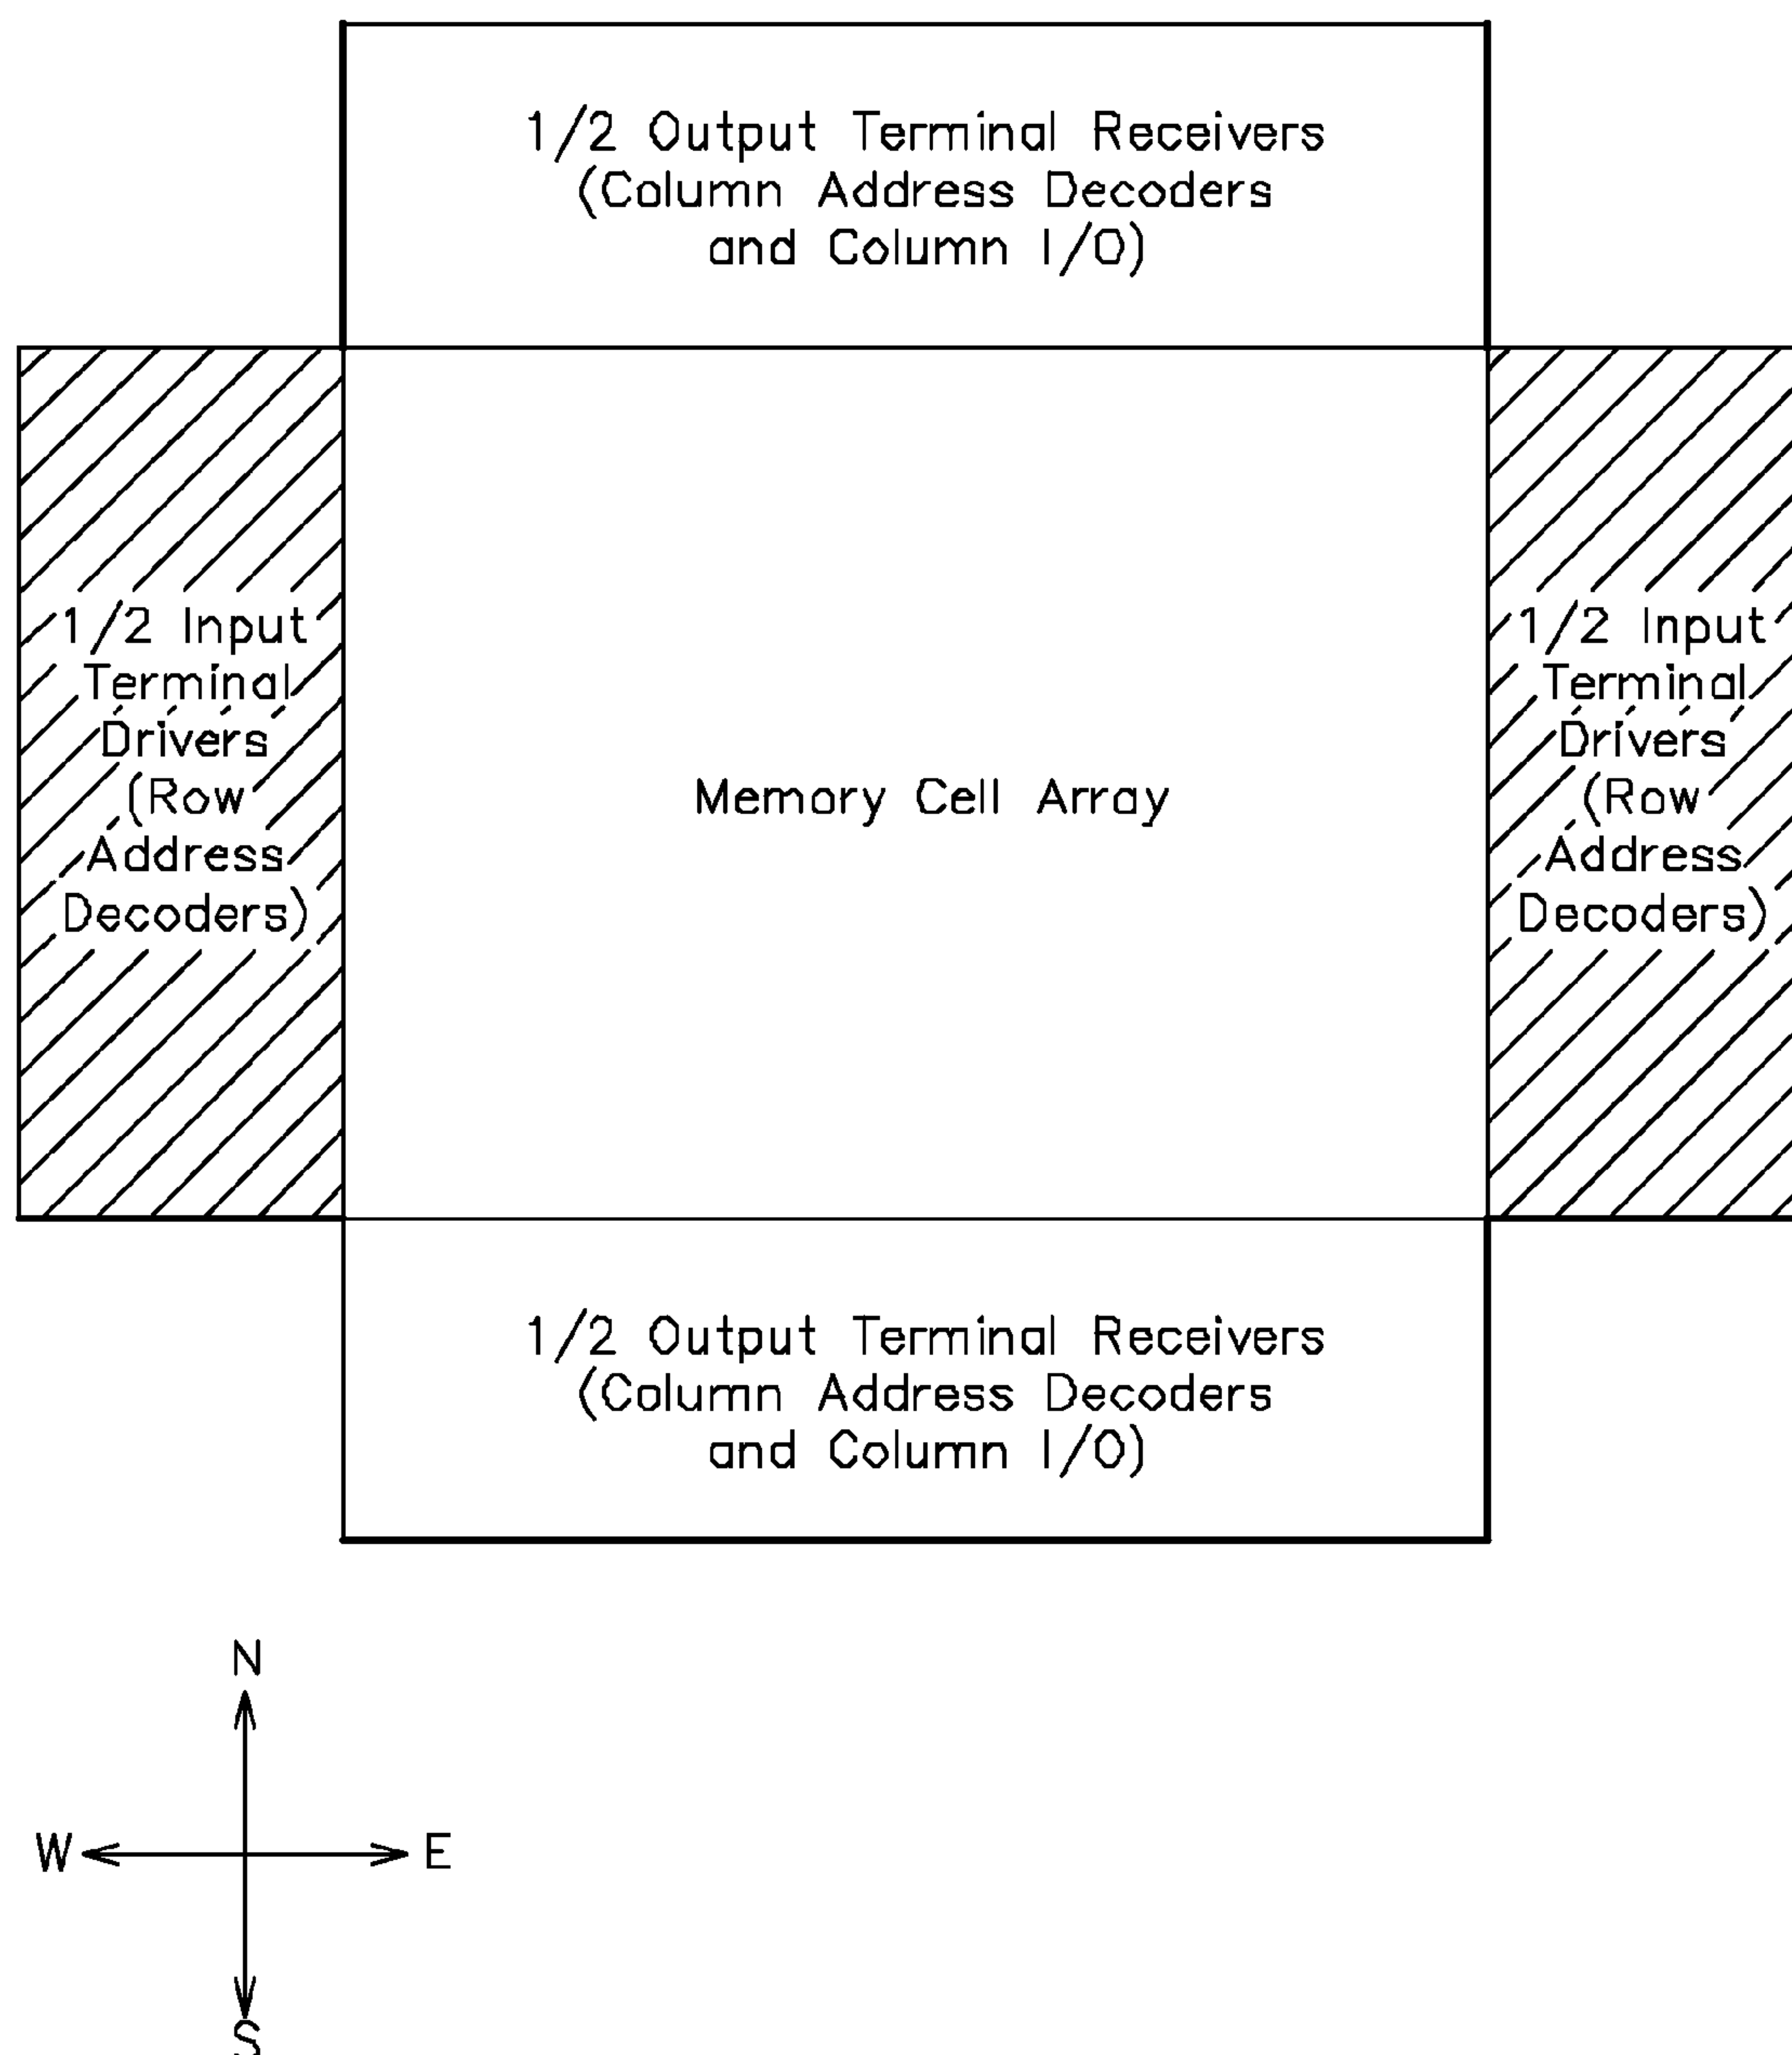 1/2 Output Terminal Receivers
(Column Address Decoders
and Column I/O)
1/2 Input
Terminal
Drivers
(Row
Address
Decoders)
Memory Cell Array
1/2 Input
Terminal
Drivers
(Row
Address
Decoders)
1/2 Output Terminal Receivers
(Column Address Decoders
and Column I/O)
N
W
E
S